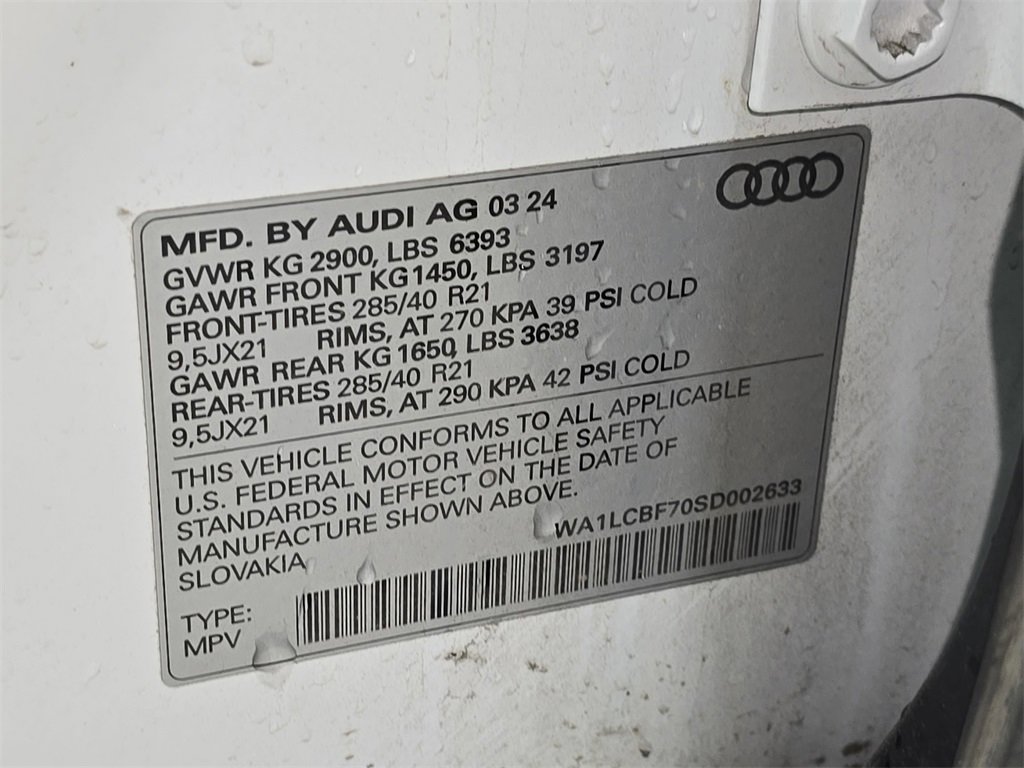 MFD. BY AUDI AG 03 24
GVWR KG 2900, LBS 6393
GAWR FRONT KG1450, LBS 3197
FRONT-TIRES 285/40 R21
9,5JX21 RIMS, AT 270 KPA 39 PSI COLD
GAWR REAR KG 1650, LBS 3638
REAR-TIRES 285/40 R21
9,5JX21 RIMS, AT 290 KPA 42 PSI COLD
THIS VEHICLE CONFORMS TO ALL APPLICABLE
U.S. FEDERAL MOTOR VEHICLE SAFETY
STANDARDS IN EFFECT ON THE DATE OF
MANUFACTURE SHOWN ABOVE.
SLOVAKIA
WA1LCBF70SD002633
TYPE:
MPV